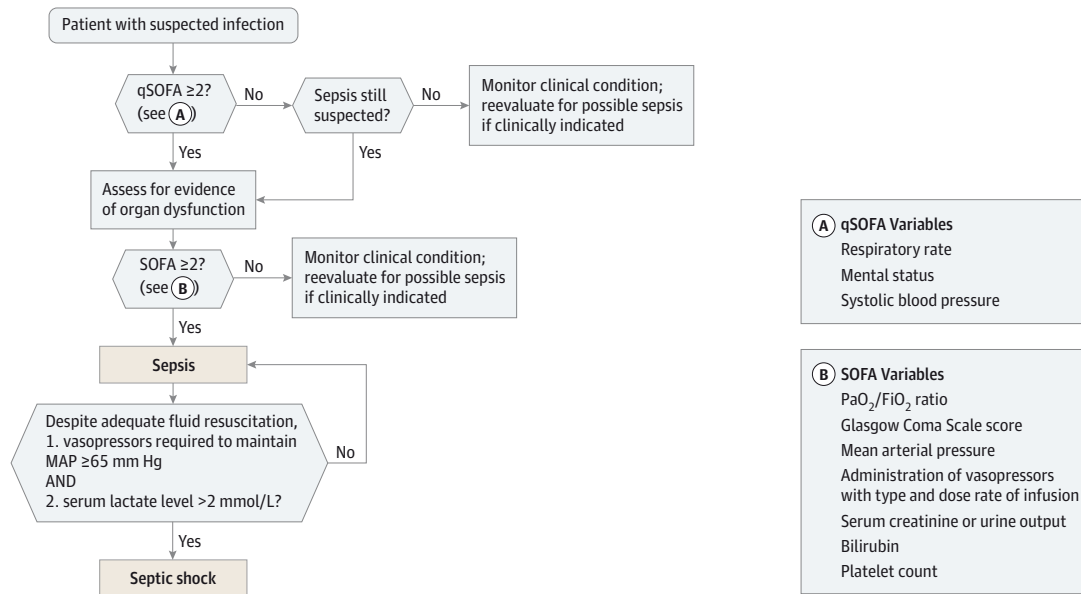 Patient with suspected infection
qSOFA ≥2?
(see A)
No
Sepsis still
suspected?
No
Monitor clinical condition;
reevaluate for possible sepsis
if clinically indicated
Yes
Yes
Assess for evidence
of organ dysfunction
SOFA ≥2?
(see B)
No
Monitor clinical condition;
reevaluate for possible sepsis
if clinically indicated
Yes
Sepsis
Despite adequate fluid resuscitation,
1. vasopressors required to maintain
MAP ≥65 mm Hg
AND
2. serum lactate level >2 mmol/L?
No
Yes
Septic shock
A qSOFA Variables
Respiratory rate
Mental status
Systolic blood pressure
B SOFA Variables
PaO2/FiO2 ratio
Glasgow Coma Scale score
Mean arterial pressure
Administration of vasopressors
with type and dose rate of infusion
Serum creatinine or urine output
Bilirubin
Platelet count